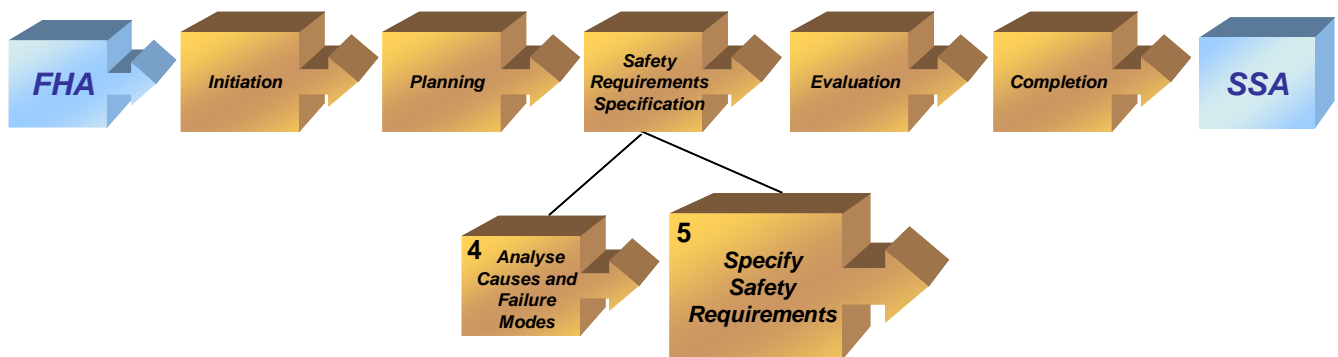 FHA
Initiation
Planning
Safety
Requirements
Specification
Evaluation
Completion
SSA
4
Analyse
Causes and
Failure
Modes
5
Specify
Safety
Requirements